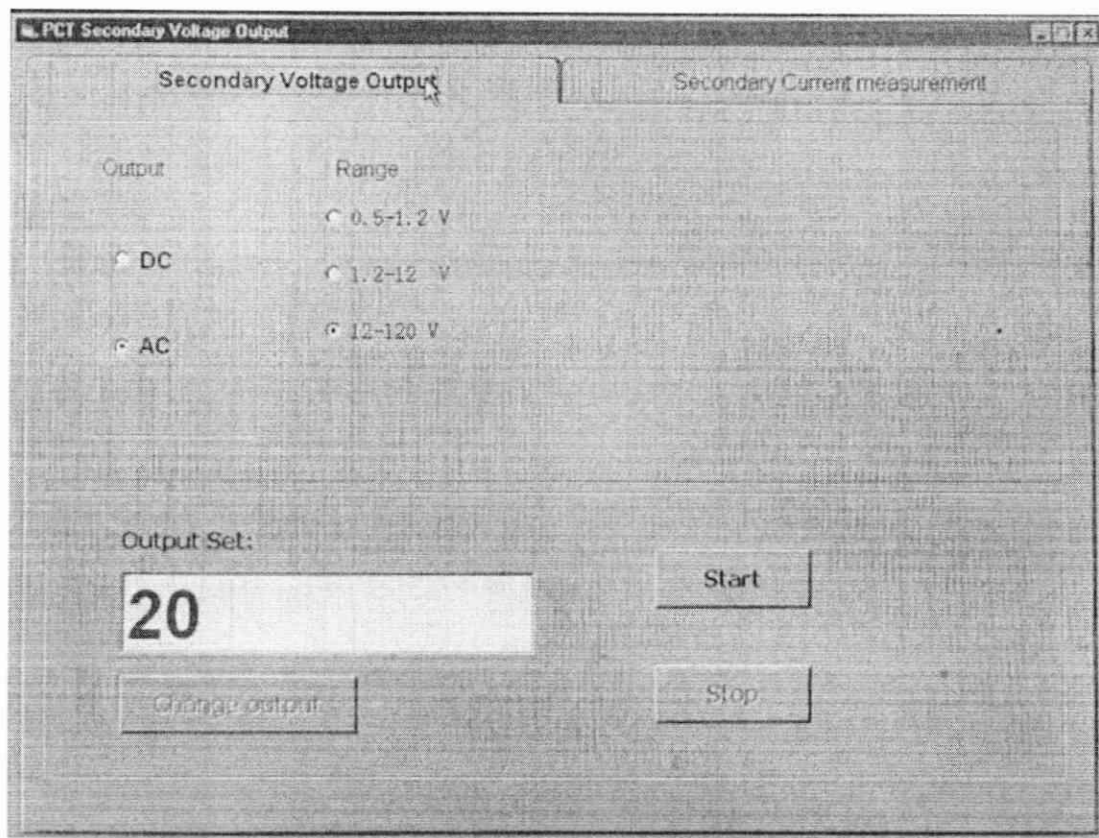 PCT Secondary Voltage Output
Secondary Voltage Output
Secondary Current measurement
Output
Range
0.5-1.2 V
DC
1.2-12 V
AC
12-120 V
Output Set:
20
Start
Change output
Stop